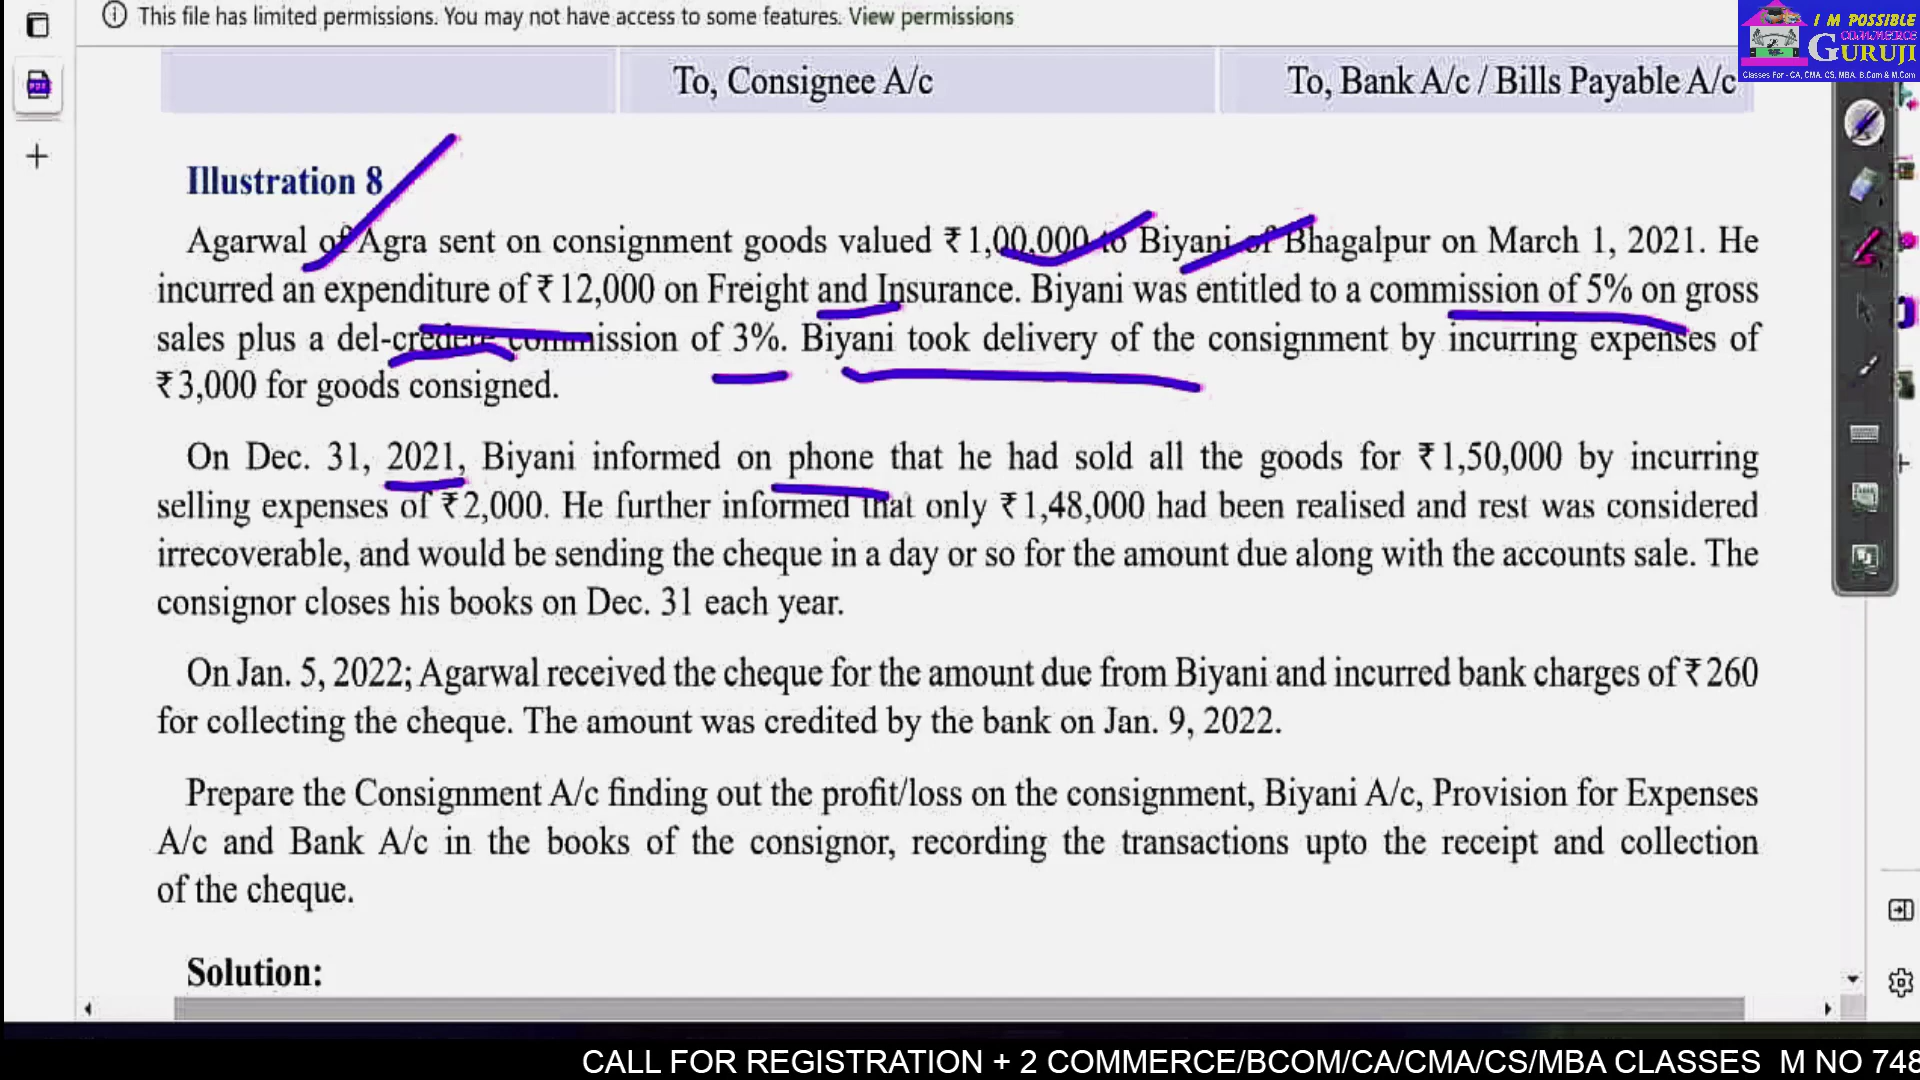 This file has limited permissions. You may not have access to some features. View permissions
I M POSSIBLE
COMMERCE
GURUJI
Classes For - CA, CMA, CS, MBA, B.Com & M.Com
To, Consignee A/c To, Bank A/c / Bills Payable A/c
Illustration 8
Agarwal of Agra sent on consignment goods valued ₹ 1,00,000 to Biyani of Bhagalpur on March 1, 2021. He
incurred an expenditure of ₹ 12,000 on Freight and Insurance. Biyani was entitled to a commission of 5% on gross
sales plus a del-credere commission of 3%. Biyani took delivery of the consignment by incurring expenses of
₹ 3,000 for goods consigned.
On Dec. 31, 2021, Biyani informed on phone that he had sold all the goods for ₹ 1,50,000 by incurring
selling expenses of ₹ 2,000. He further informed that only ₹ 1,48,000 had been realised and rest was considered
irrecoverable, and would be sending the cheque in a day or so for the amount due along with the accounts sale. The
consignor closes his books on Dec. 31 each year.
On Jan. 5, 2022; Agarwal received the cheque for the amount due from Biyani and incurred bank charges of ₹ 260
for collecting the cheque. The amount was credited by the bank on Jan. 9, 2022.
Prepare the Consignment A/c finding out the profit/loss on the consignment, Biyani A/c, Provision for Expenses
A/c and Bank A/c in the books of the consignor, recording the transactions upto the receipt and collection
of the cheque.
Solution:
CALL FOR REGISTRATION + 2 COMMERCE/BCOM/CA/CMA/CS/MBA CLASSES M NO 748